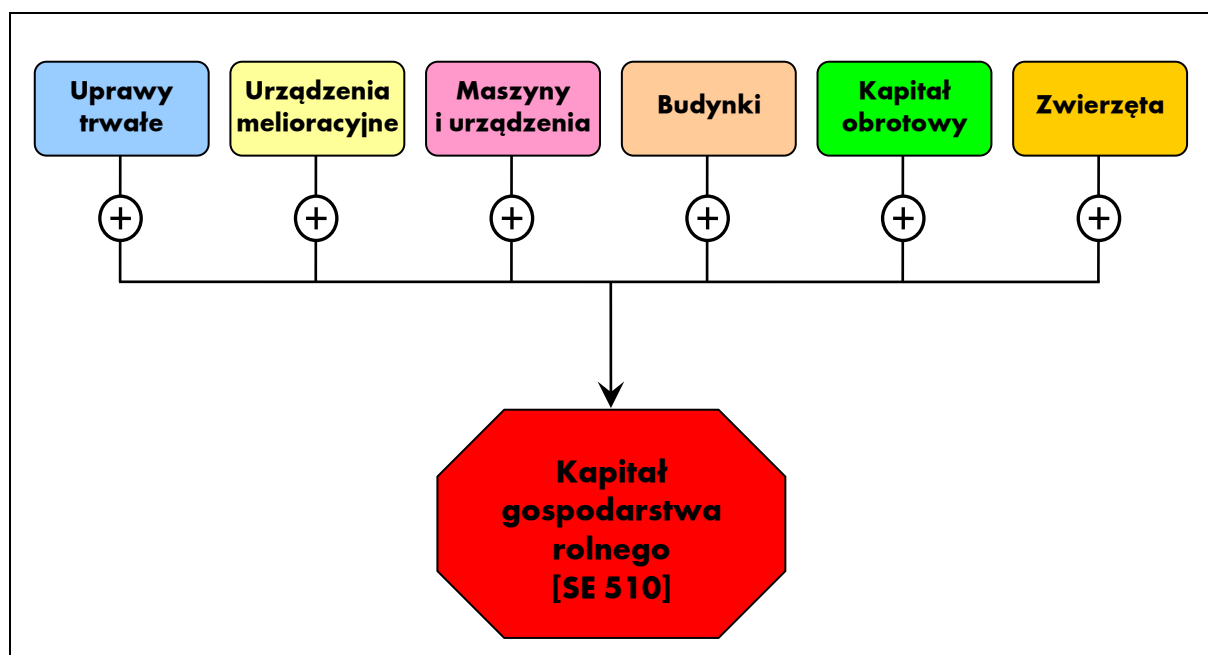 Uprawy
trwałe
Urządzenia
melioracyjne
Maszyny
i urządzenia
Budynki
Kapitał
obrotowy
Zwierzęta
+ + + + + +
Kapitał
gospodarstwa
rolnego
[SE 510]